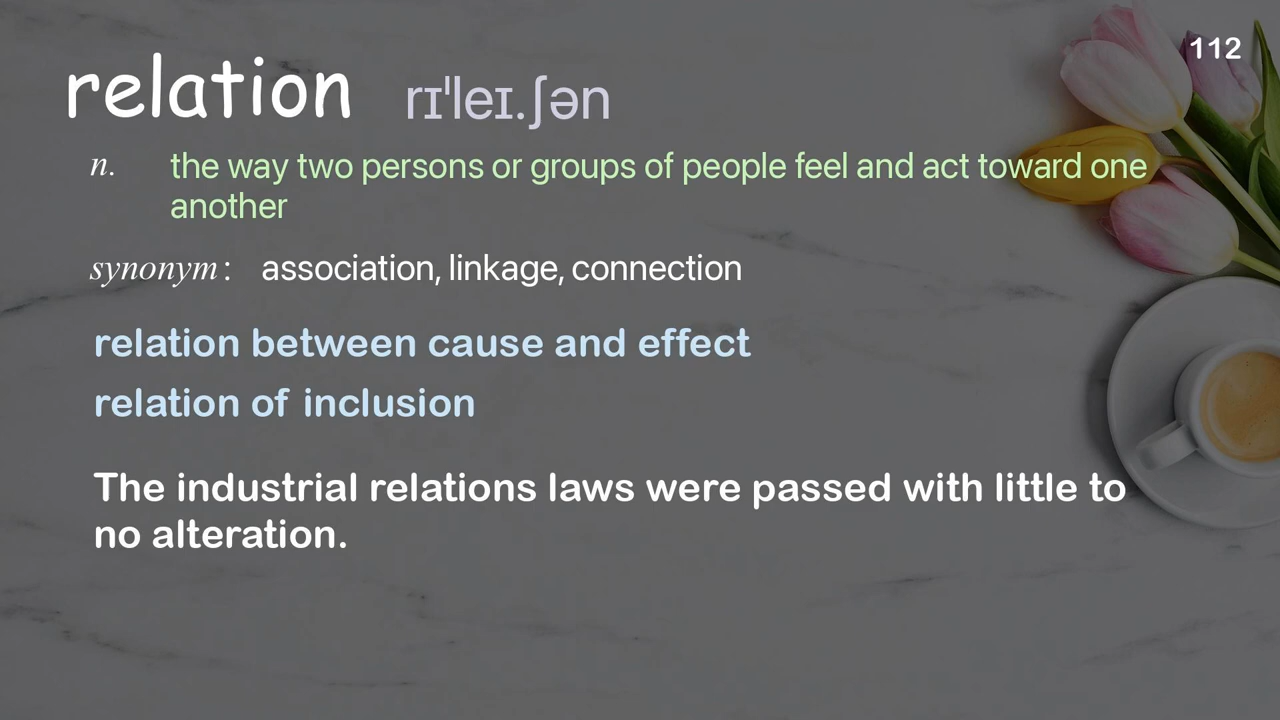 112
relation rɪˈleɪ.ʃən
n. the way two persons or groups of people feel and act toward one
another
synonym: association, linkage, connection
relation between cause and effect
relation of inclusion
The industrial relations laws were passed with little to
no alteration.